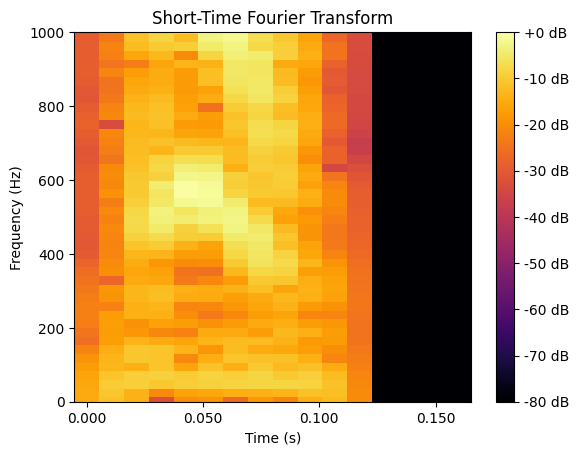 Short-Time Fourier Transform
1000
800
600
400
200
0
Frequency (Hz)
0.000
0.050
0.100
0.150
Time (s)
+0 dB
-10 dB
-20 dB
-30 dB
-40 dB
-50 dB
-60 dB
-70 dB
-80 dB